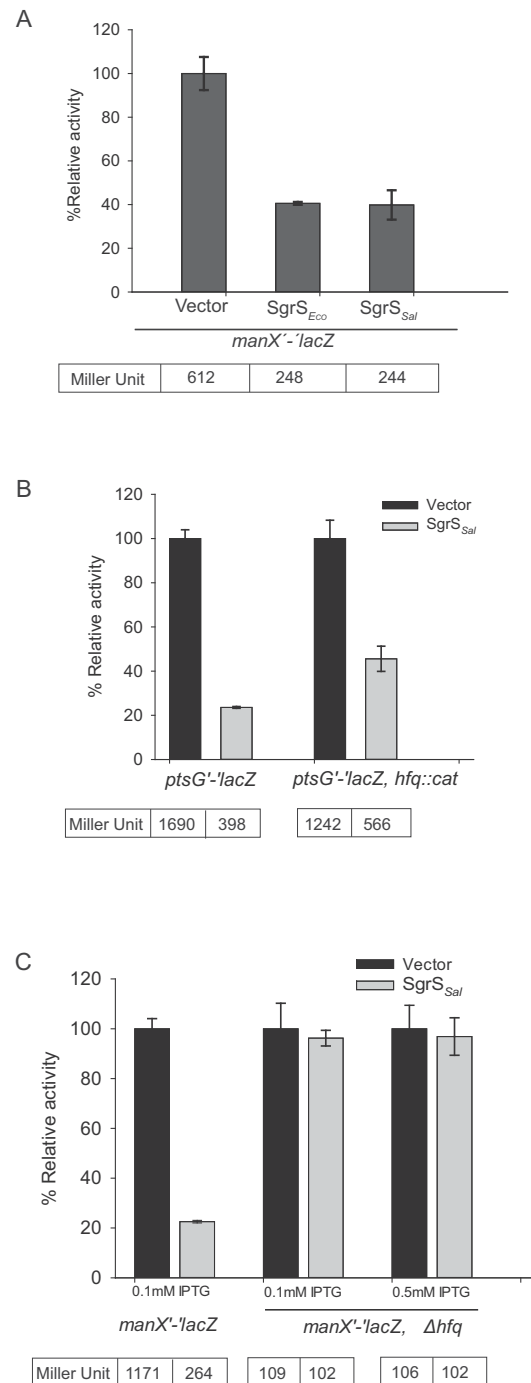 A
%Relative activity
120
100
80
60
40
20
0
Vector SgrSEco SgrSSal
manX´-´lacZ
Miller Unit 612 248 244
B
% Relative activity
120
100
80
60
40
20
0
Vector
SgrSSal
ptsG'-'lacZ ptsG'-'lacZ, hfq::cat
Miller Unit 1690 398 1242 566
C
% Relative activity
120
100
80
60
40
20
0
Vector
SgrSSal
0.1mM IPTG 0.1mM IPTG 0.5mM IPTG
manX'-'lacZ manX'-'lacZ, Δhfq
Miller Unit 1171 264 109 102 106 102